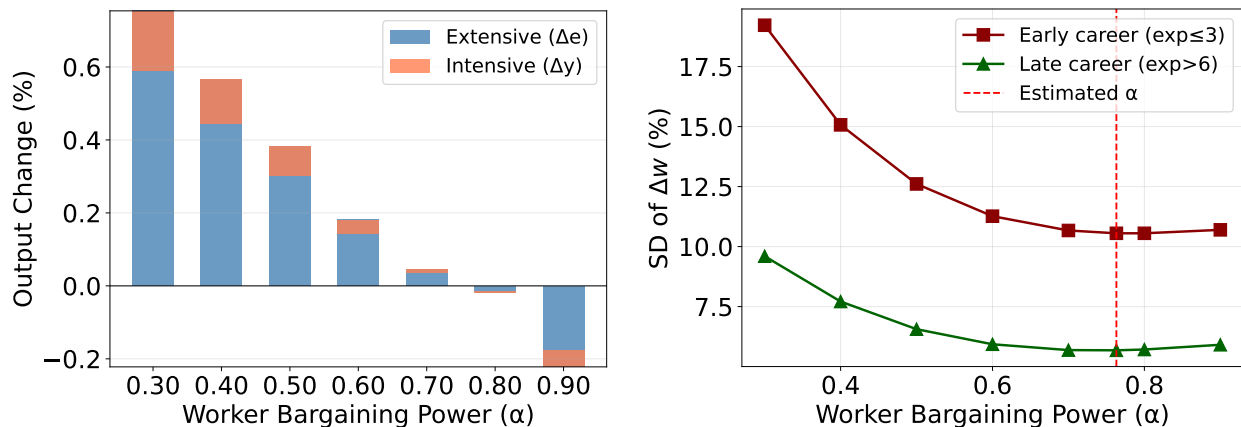 Output Change (%)
0.6
0.4
0.2
0.0
−0.2
Extensive (Δe)
Intensive (Δy)
0.30 0.40 0.50 0.60 0.70 0.80 0.90
Worker Bargaining Power (α)
SD of Δw (%)
17.5
15.0
12.5
10.0
7.5
Early career (exp≤3)
Late career (exp>6)
Estimated α
0.4 0.6 0.8
Worker Bargaining Power (α)